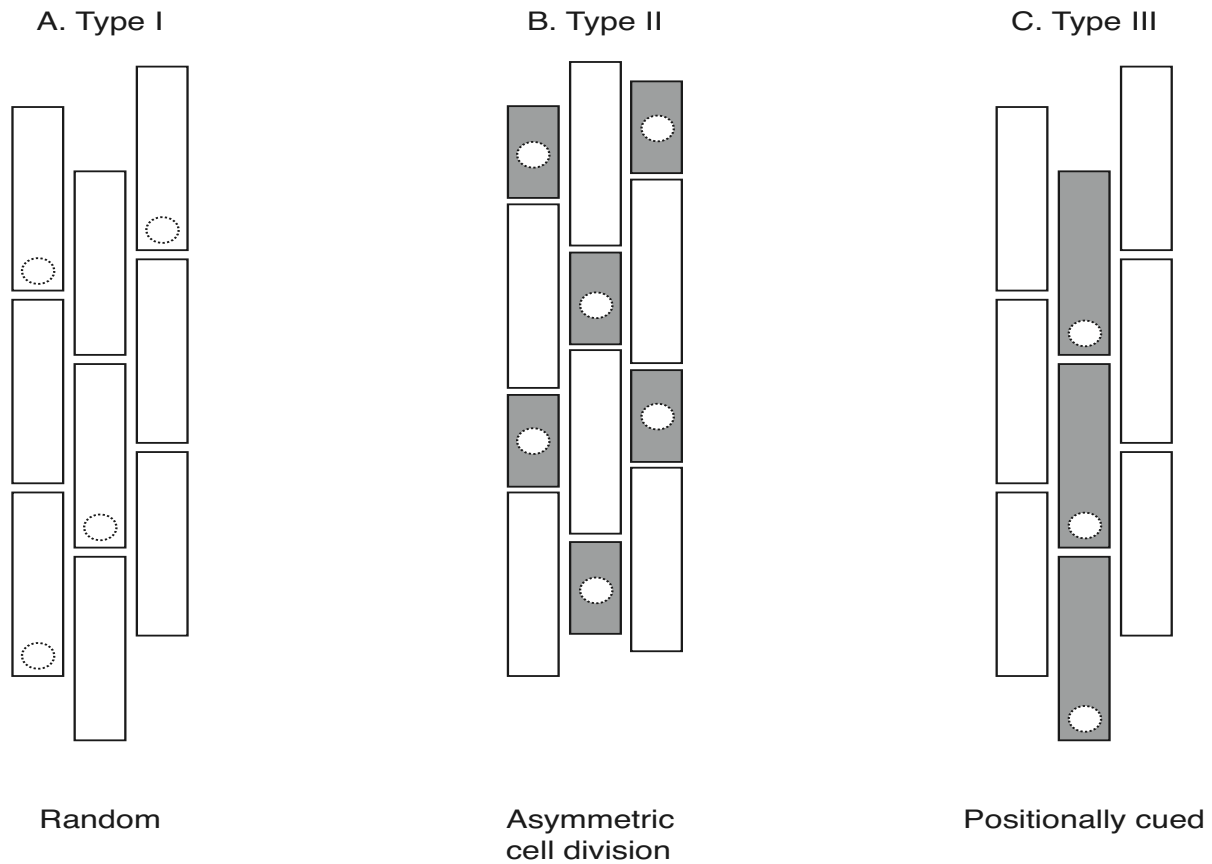 A. Type I
B. Type II
C. Type III
Random
Asymmetric
cell division
Positionally cued